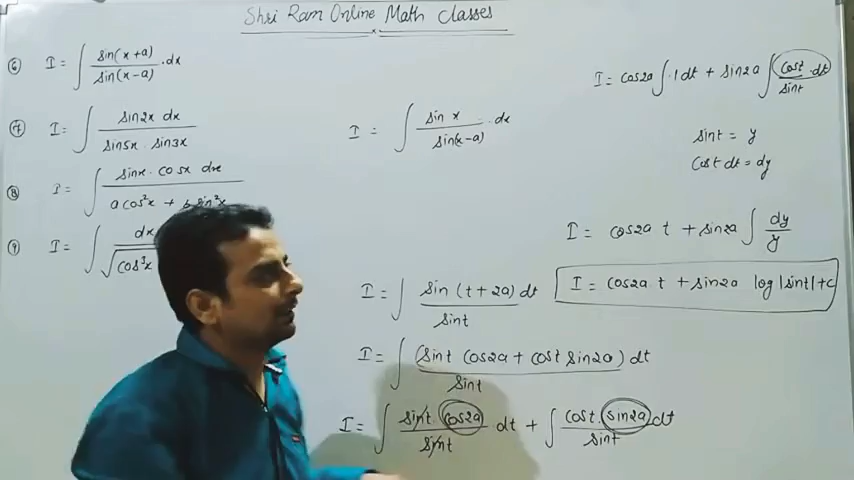 Shri Ram Online Math classes
⑥ I = ∫ sin(x+a)/sin(x-a) .dx
⑦ I = ∫ sin2x dx/sin5x . sin3x
⑧ I = ∫ sinx . cosx dx/a cos²x + b sin²x
⑨ I = ∫ dx/√cos³x
I = ∫ sin x/sin(x-a) . dx
I = ∫ sin (t+2a) dt/sint
I = ∫ (sint cos2a + cost sin2a) dt/sint
I = ∫ sint cos2a/sint dt + ∫ cost . sin2a/sint dt
I = cos2a ∫ 1 dt + sin2a ∫ cost . dt/sint
sint = y
cost dt = dy
I = cos2a t + sin2a ∫ dy/y
I = cos2a t + sin2a log |sint| + c